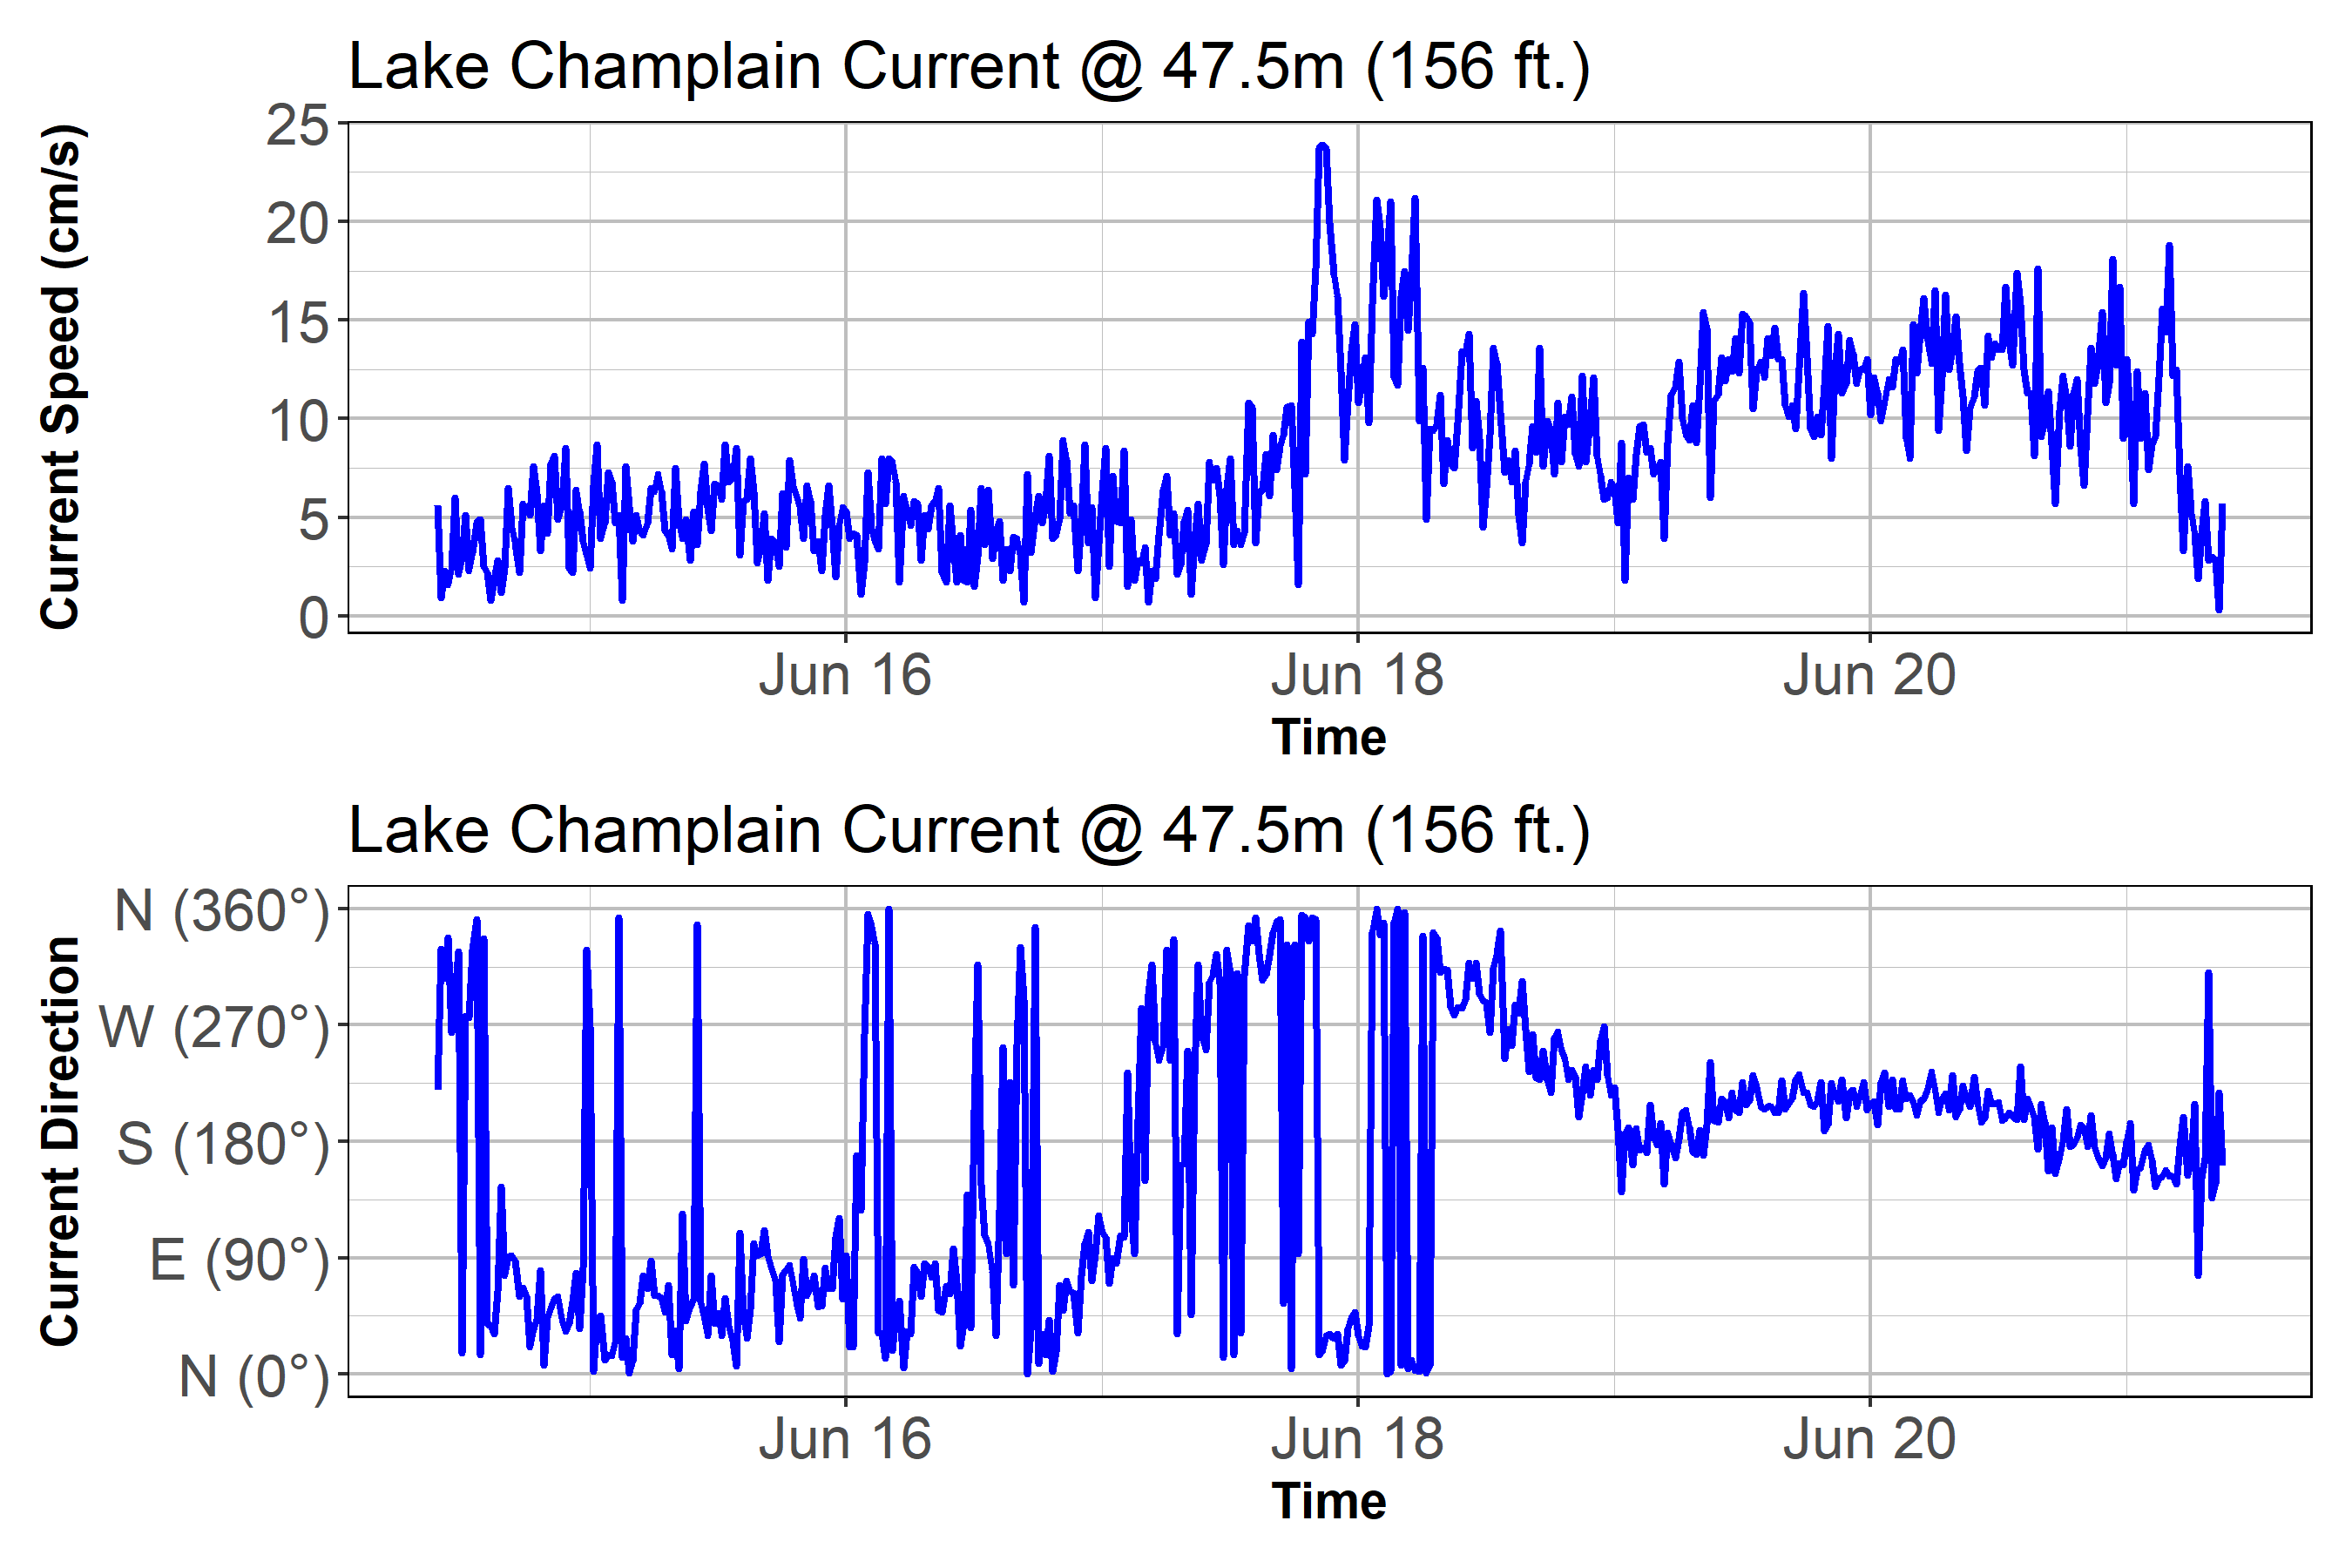 Lake Champlain Current @ 47.5m (156 ft.)
Current Speed (cm/s)
25
20
15
10
5
0
Jun 16 Jun 18 Jun 20
Time
Lake Champlain Current @ 47.5m (156 ft.)
Current Direction
N (360°)
W (270°)
S (180°)
E (90°)
N (0°)
Jun 16 Jun 18 Jun 20
Time